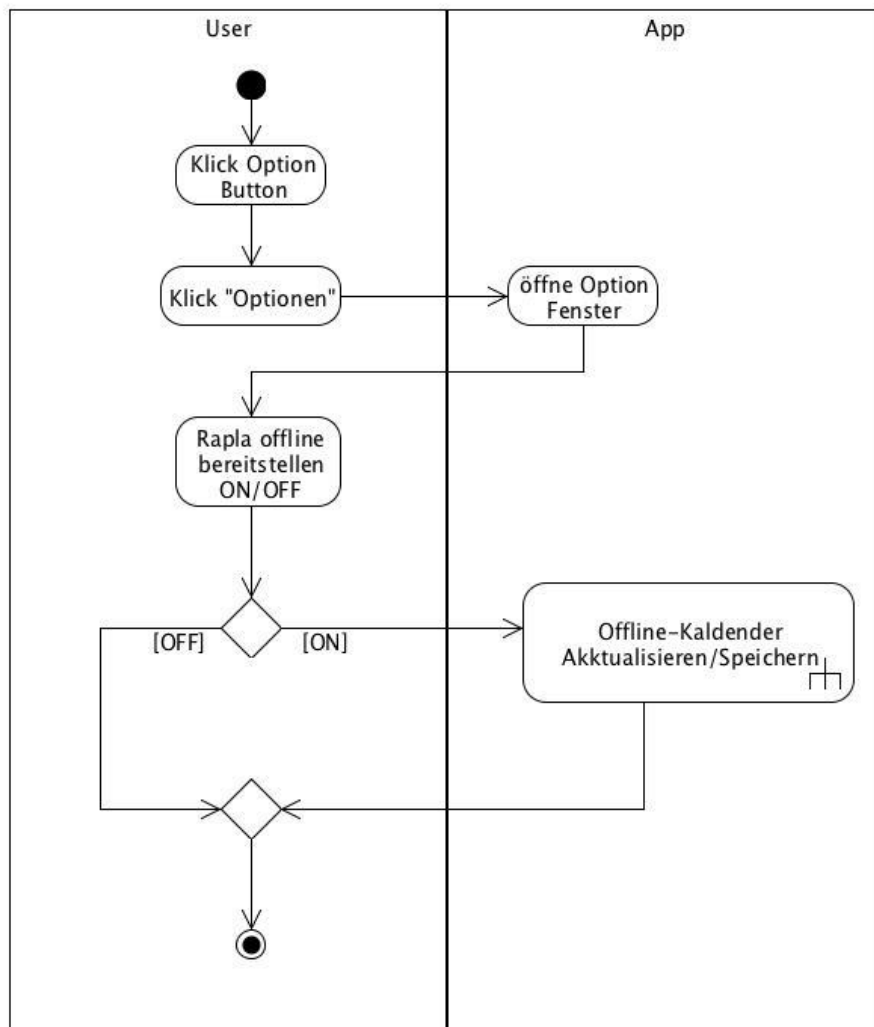 User
App
Klick Option
Button
Klick "Optionen"
öffne Option
Fenster
Rapla offline
bereitstellen
ON/OFF
[OFF]
[ON]
Offline-Kaldender
Akktualisieren/Speichern